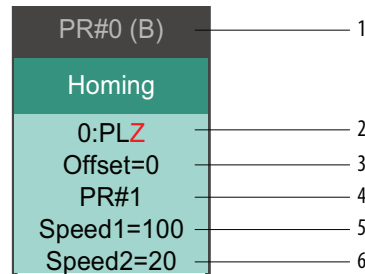 PR#0 (B) 1
Homing
0:PLZ 2
Offset=0 3
PR#1 4
Speed1=100 5
Speed2=20 6